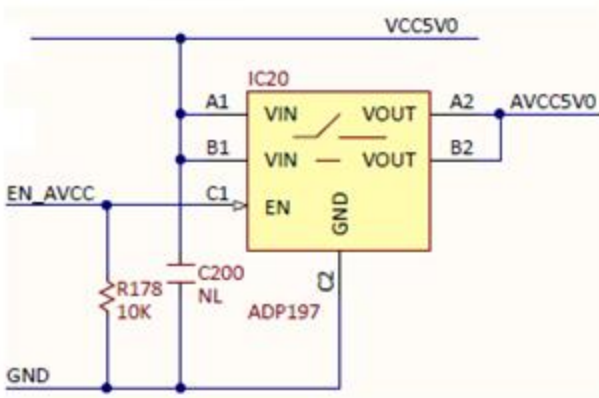 VCC5V0
IC20
A1 VIN VOUT A2 AVCC5V0
B1 VIN VOUT B2
EN_AVCC C1 EN GND
C200
NL
C2
R178
10K
ADP197
GND